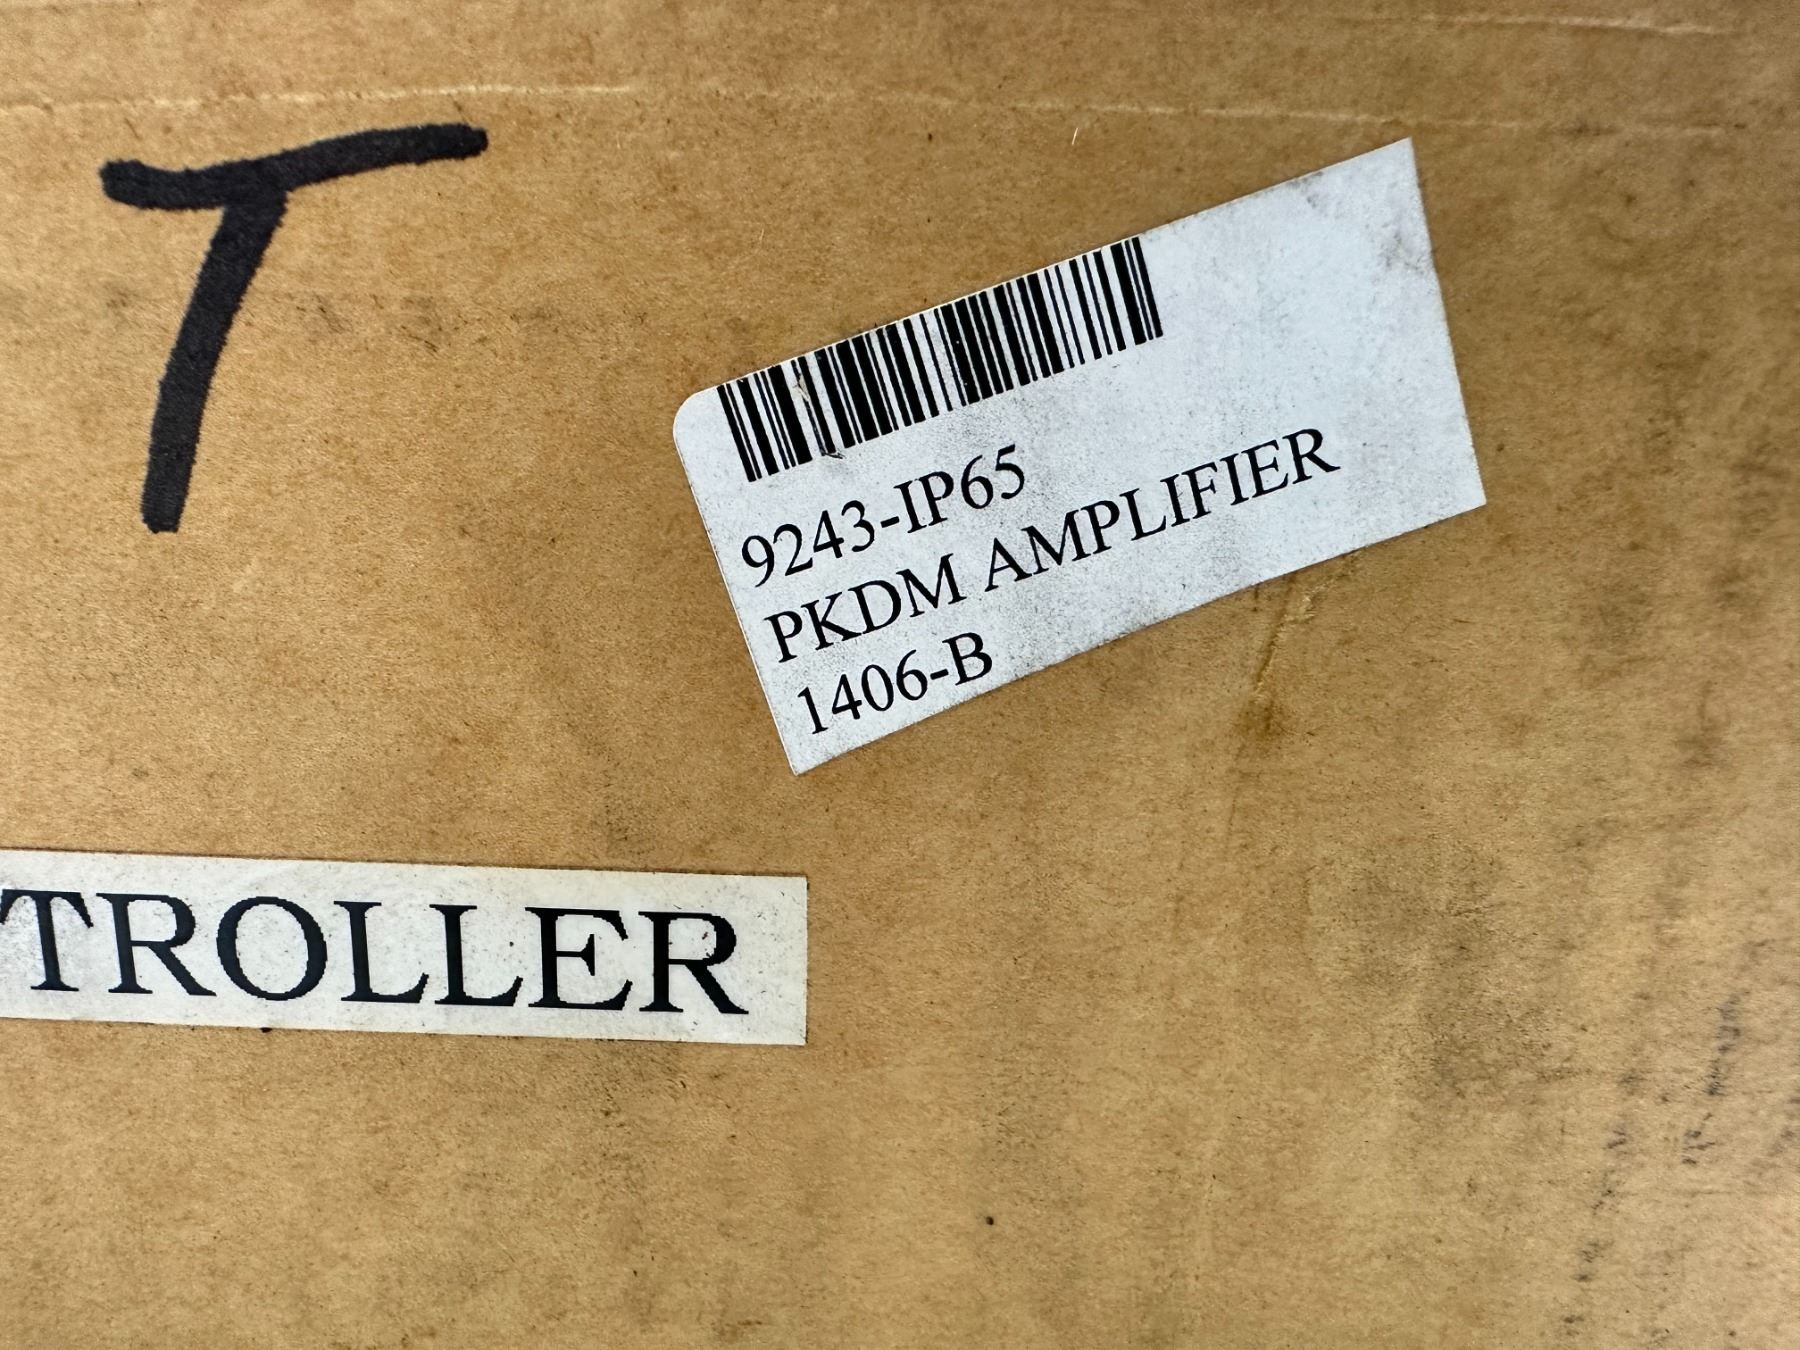 T
9243-IP65
PKDM AMPLIFIER
1406-B
TROLLER